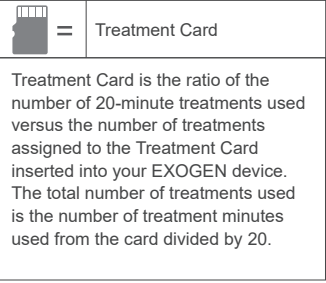 = Treatment Card
Treatment Card is the ratio of the
number of 20-minute treatments used
versus the number of treatments
assigned to the Treatment Card
inserted into your EXOGEN device.
The total number of treatments used
is the number of treatment minutes
used from the card divided by 20.